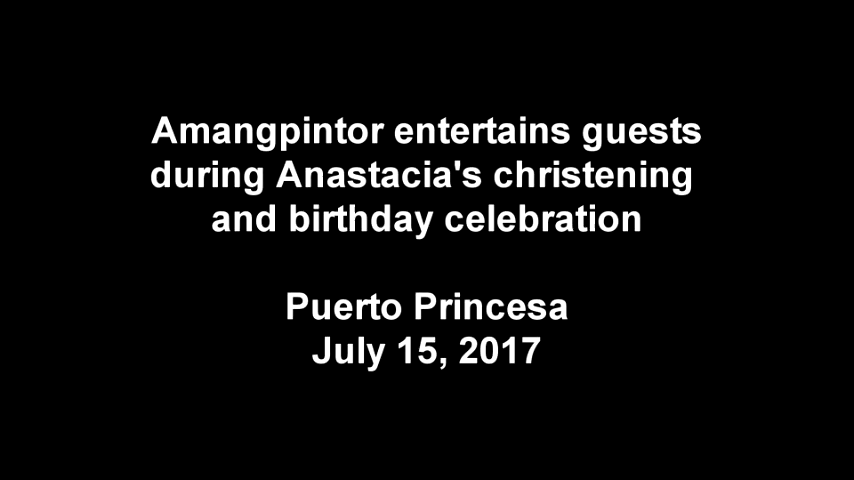 Amangpintor entertains guests
during Anastacia's christening
and birthday celebration
Puerto Princesa
July 15, 2017